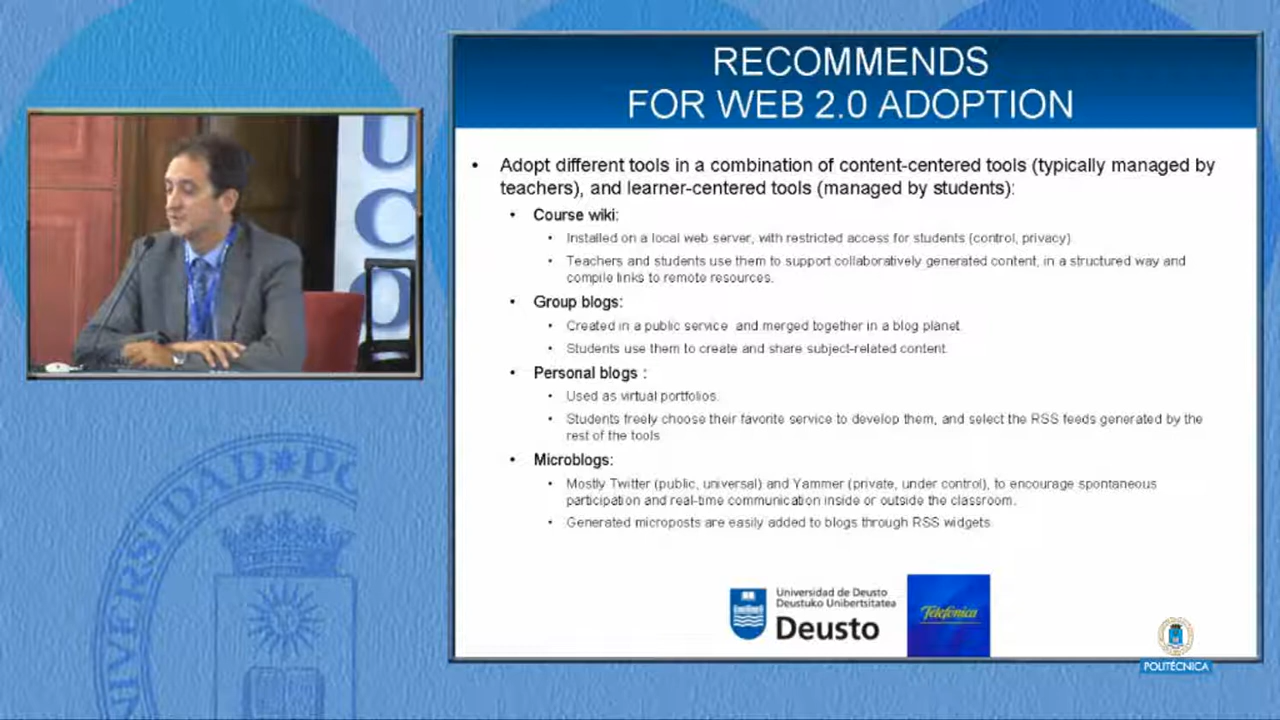 RECOMMENDS
FOR WEB 2.0 ADOPTION
• Adopt different tools in a combination of content-centered tools (typically managed by
teachers), and learner-centered tools (managed by students):
• Course wiki:
• Installed on a local web server, with restricted access for students (control, privacy)
• Teachers and students use them to support collaboratively generated content, in a structured way and
compile links to remote resources.
• Group blogs:
• Created in a public service and merged together in a blog planet.
• Students use them to create and share subject-related content.
• Personal blogs :
• Used as virtual portfolios.
• Students freely choose their favorite service to develop them, and select the RSS feeds generated by the
rest of the tools
• Microblogs:
• Mostly Twitter (public, universal) and Yammer (private, under control), to encourage spontaneous
participation and real-time communication inside or outside the classroom.
• Generated microposts are easily added to blogs through RSS widgets.
Universidad de Deusto
Deustuko Unibertsitatea
Deusto
Telefónica
POLITÉCNICA
UCO
UNIVERSIDAD